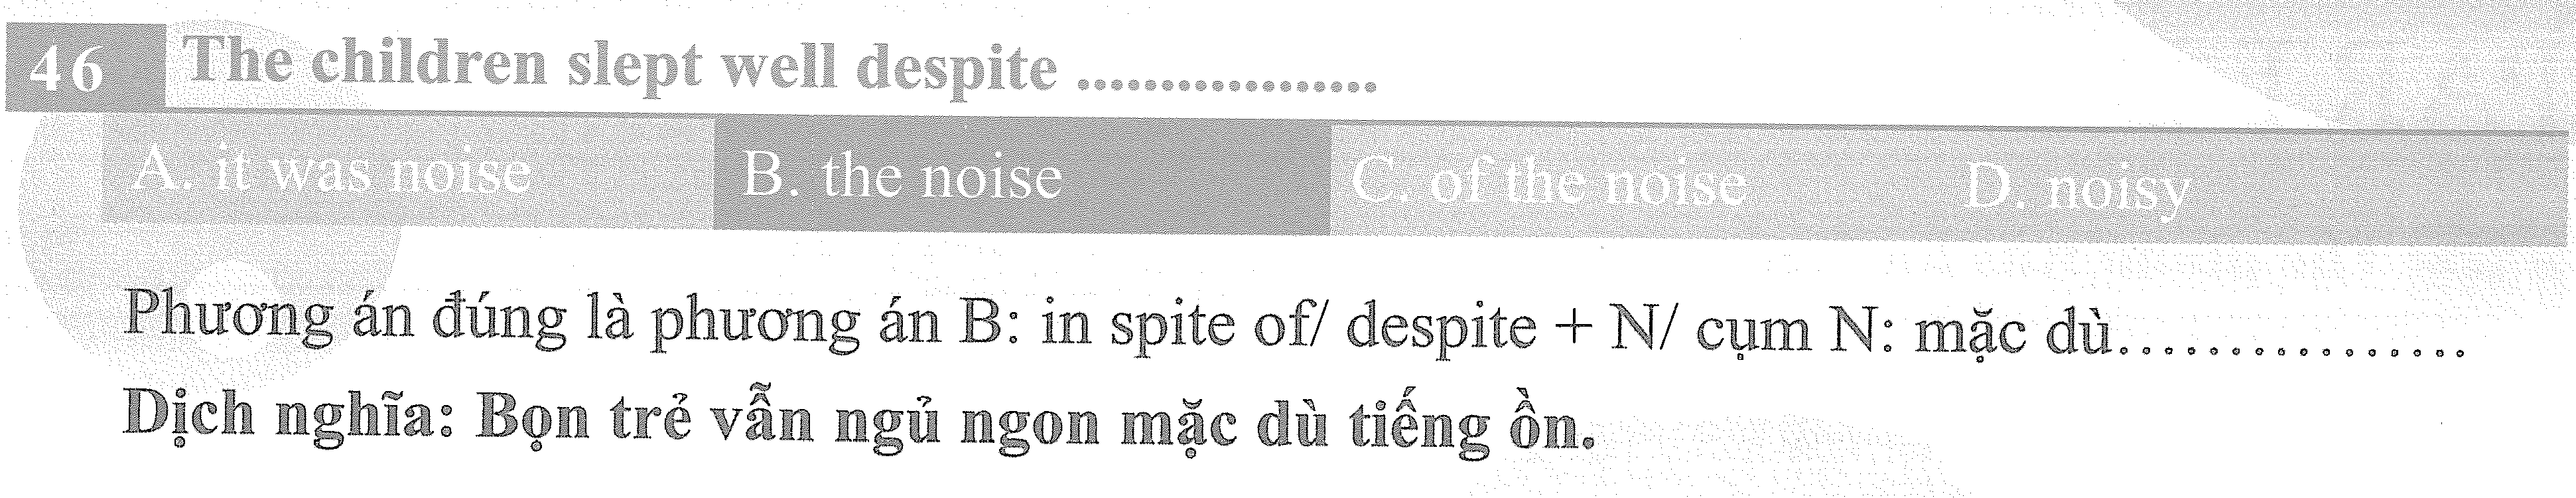 46 The children slept well despite ..................
A. it was noise B. the noise C. of the noise D. noisy
Phương án đúng là phương án B: in spite of/ despite + N/ cụm N: mặc dù................
Dịch nghĩa: Bọn trẻ vẫn ngủ ngon mặc dù tiếng ồn.